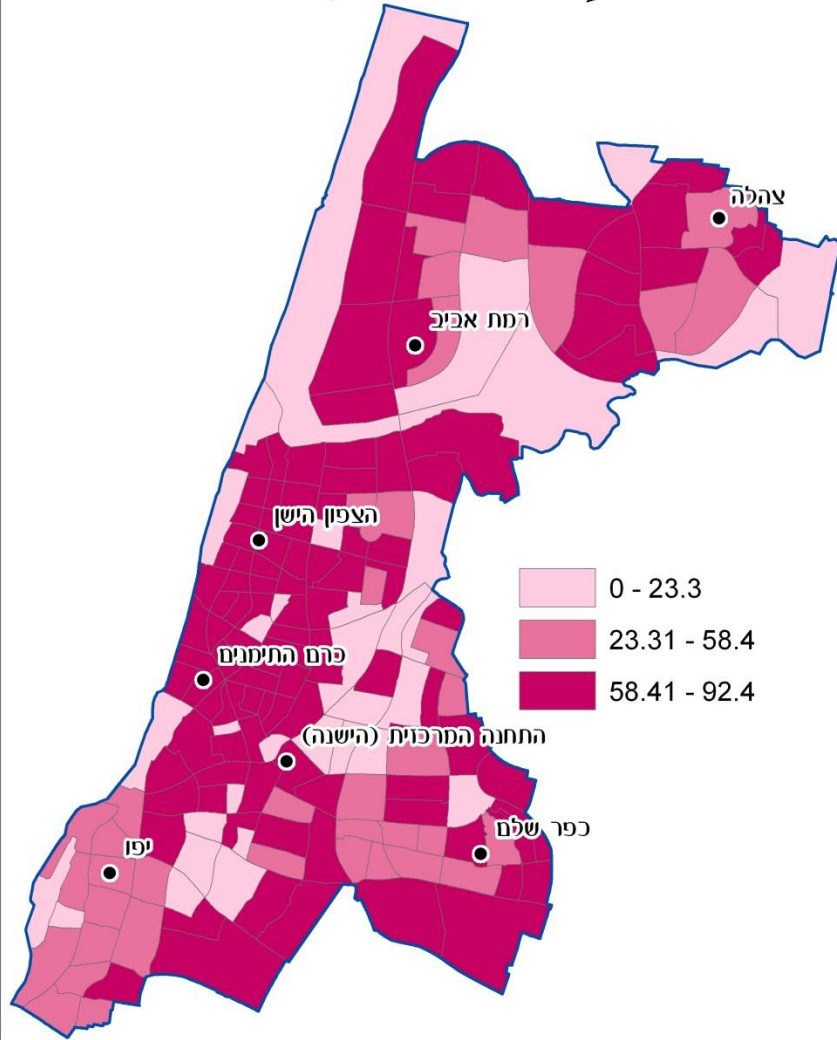 צהלה
רמת אביב
הצפון הישן
0 - 23.3
23.31 - 58.4
58.41 - 92.4
כרם התימנים
התחנה המרכזית (הישנה)
כפר שלם
יפו